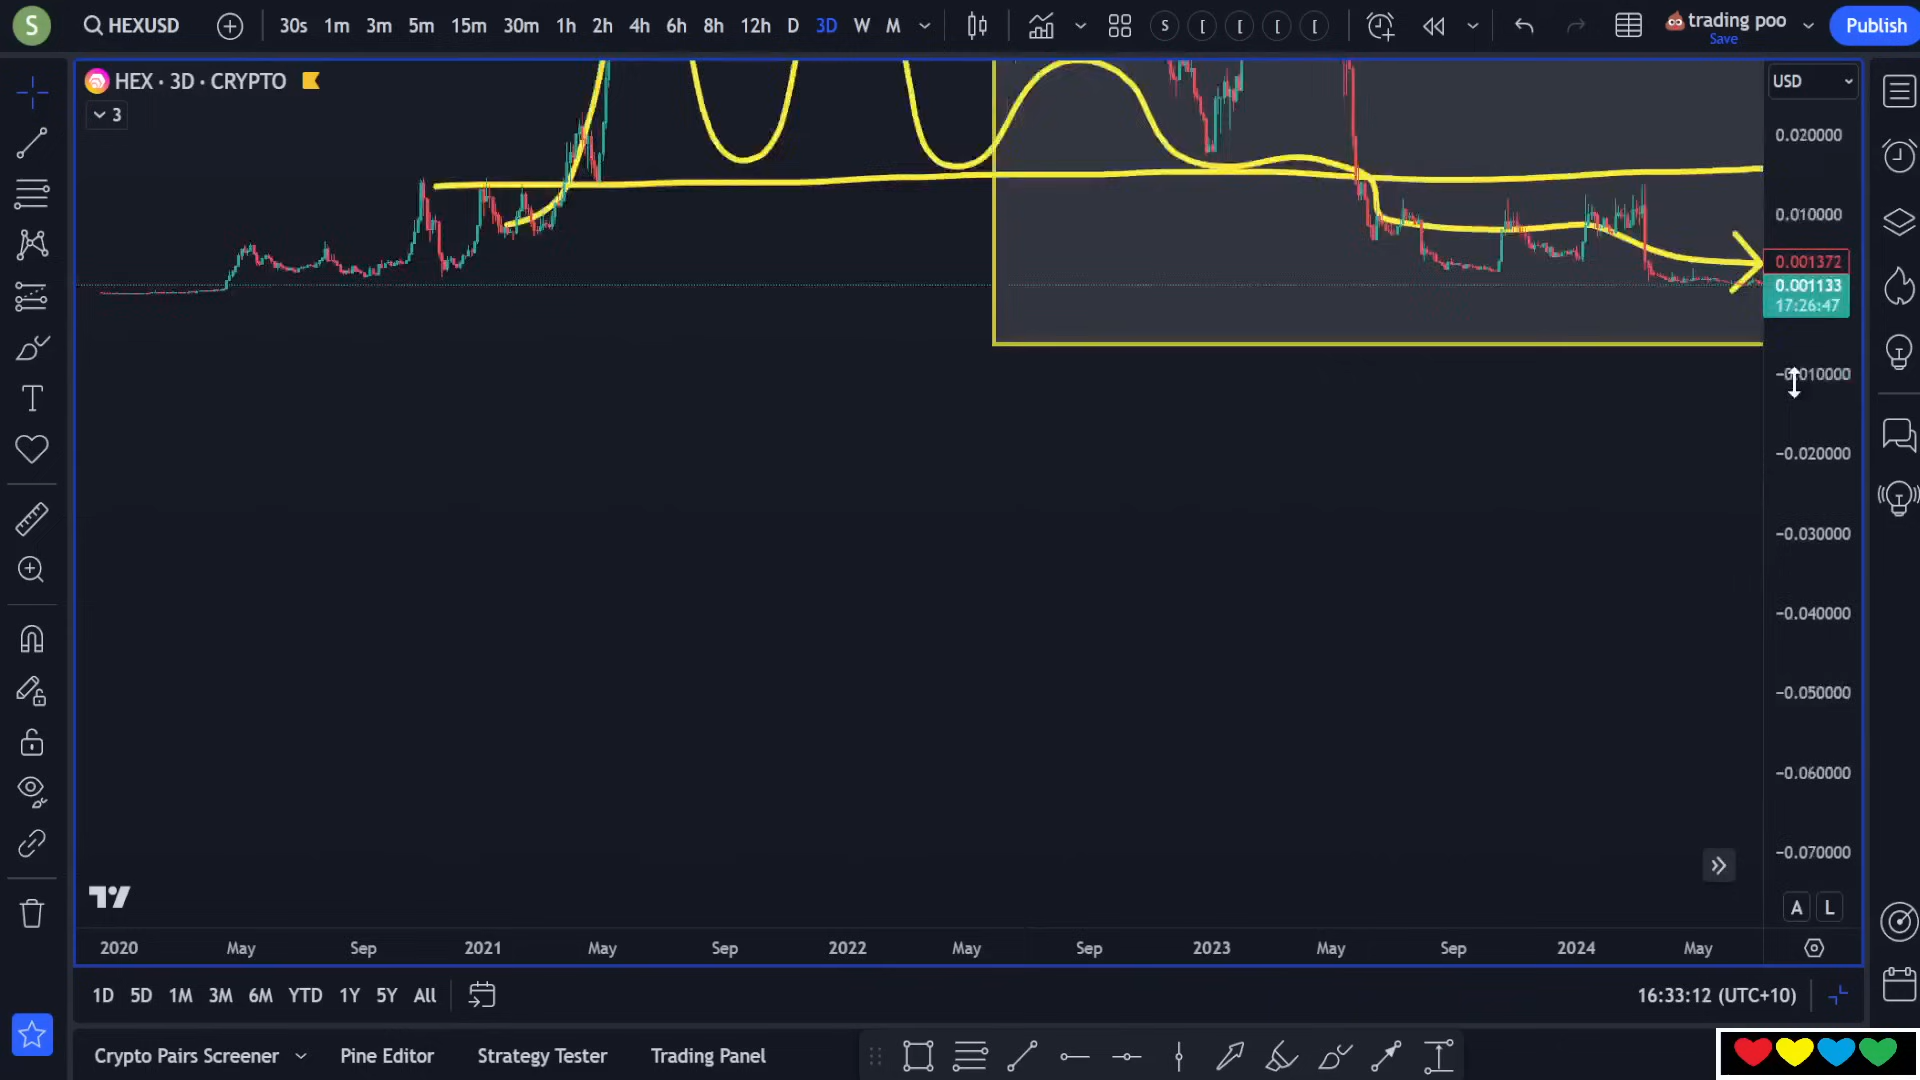 S HEXUSD 30s 1m 3m 5m 15m 30m 1h 2h 4h 6h 8h 12h D 3D W M S [ [ [ [ trading poo Publish
Save
HEX · 3D · CRYPTO USD
3
0.020000
0.010000
0.001372
0.001133
17:26:47
−0.010000
−0.020000
−0.030000
−0.040000
−0.050000
−0.060000
−0.070000
A L
2020 May Sep 2021 May Sep 2022 May Sep 2023 May Sep 2024 May
1D 5D 1M 3M 6M YTD 1Y 5Y All 16:33:12 (UTC+10)
Crypto Pairs Screener Pine Editor Strategy Tester Trading Panel